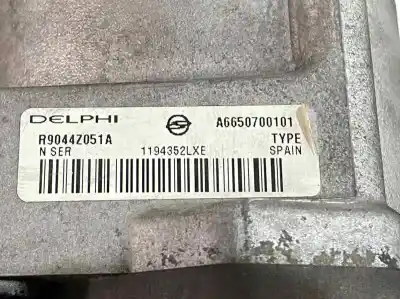 DELPHI A6650700101
R9044Z051A TYPE
N SER 1194352LXE SPAIN